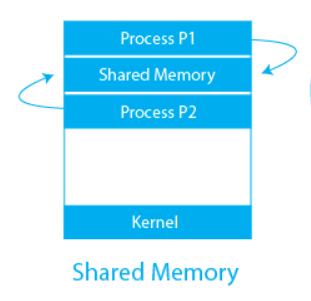 Process P1
Shared Memory
Process P2
Kernel
Shared Memory